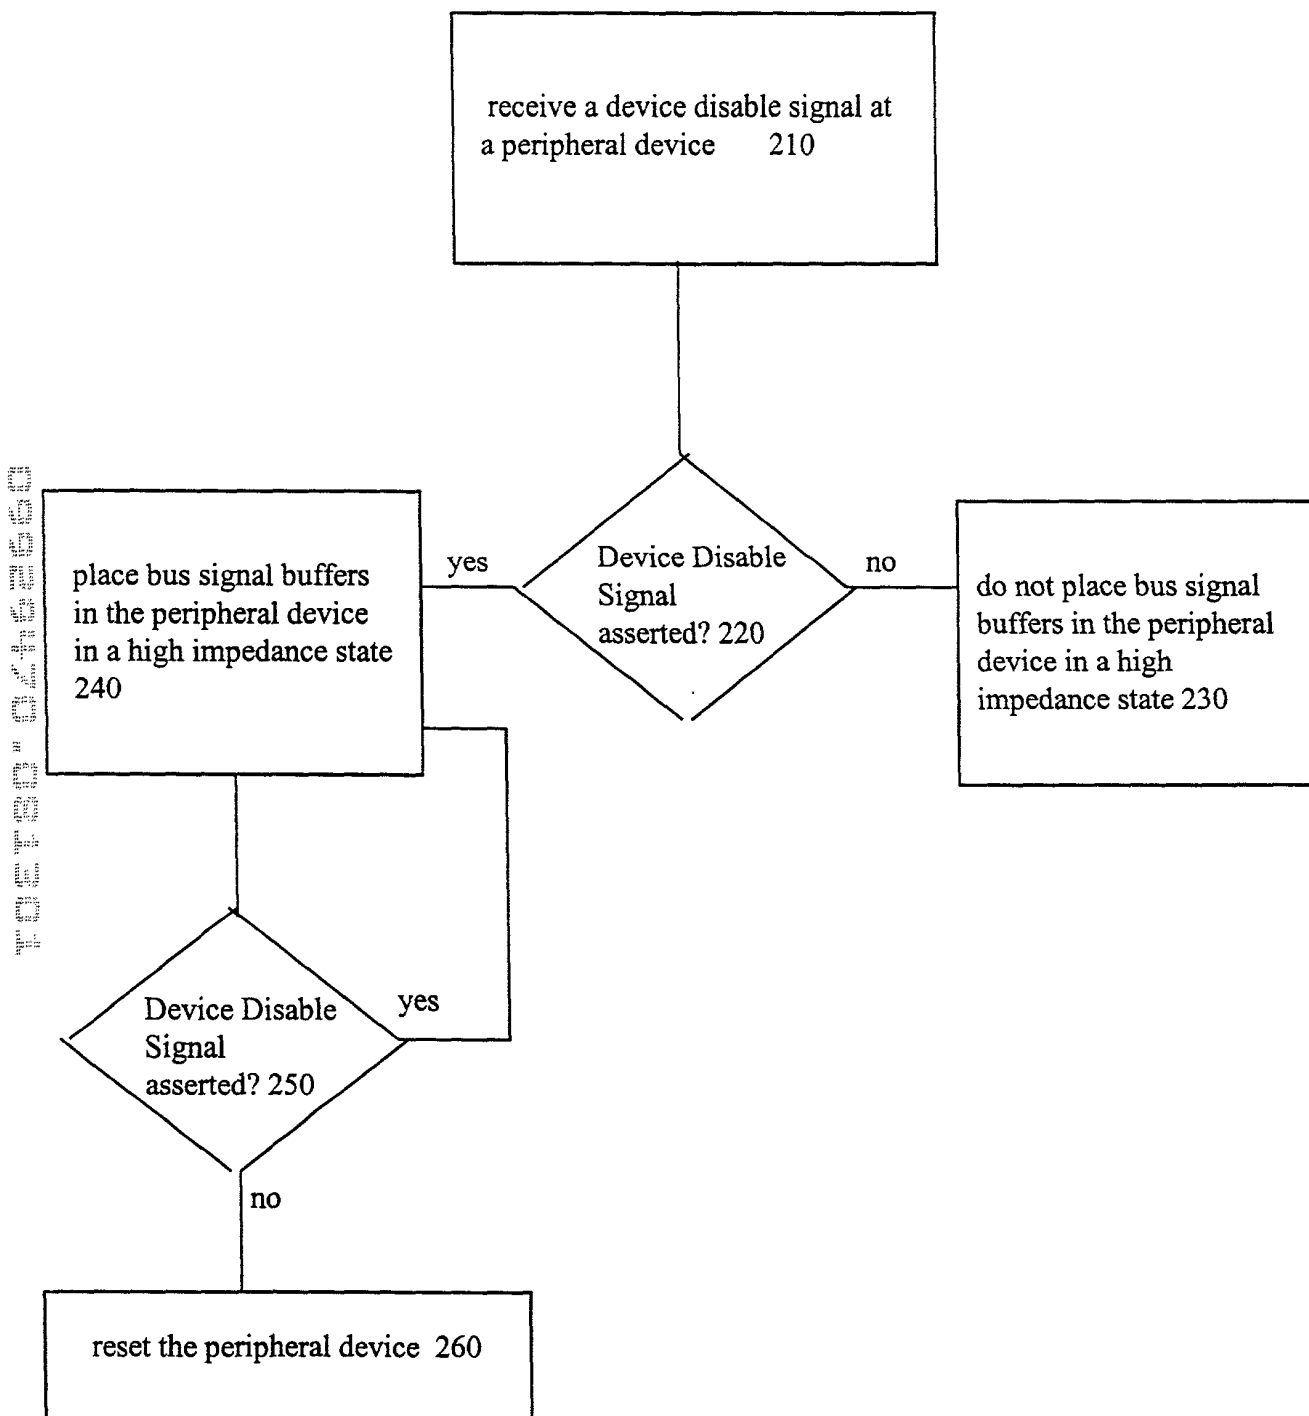 receive a device disable signal at
a peripheral device 210
Device Disable
Signal
asserted? 220
yes
no
place bus signal buffers
in the peripheral device
in a high impedance state
240
do not place bus signal
buffers in the peripheral
device in a high
impedance state 230
Device Disable
Signal
asserted? 250
yes
no
reset the peripheral device 260